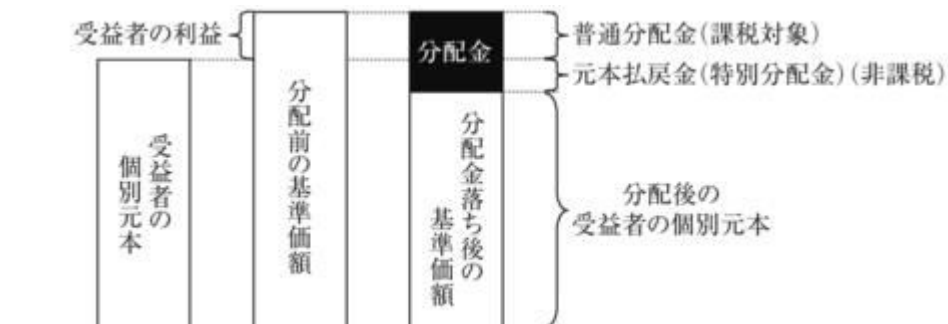 受益者の利益
分配金
普通分配金(課税対象)
元本払戻金(特別分配金)(非課税)
受益者の
個別元本
分配前の基準価額
分配金落ち後の
基準価額
分配後の
受益者の個別元本